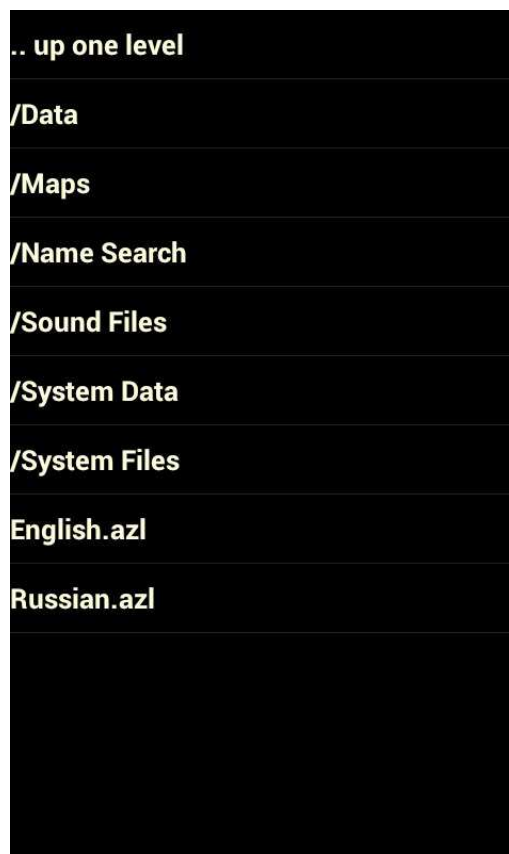 .. up one level
/Data
/Maps
/Name Search
/Sound Files
/System Data
/System Files
English.azl
Russian.azl